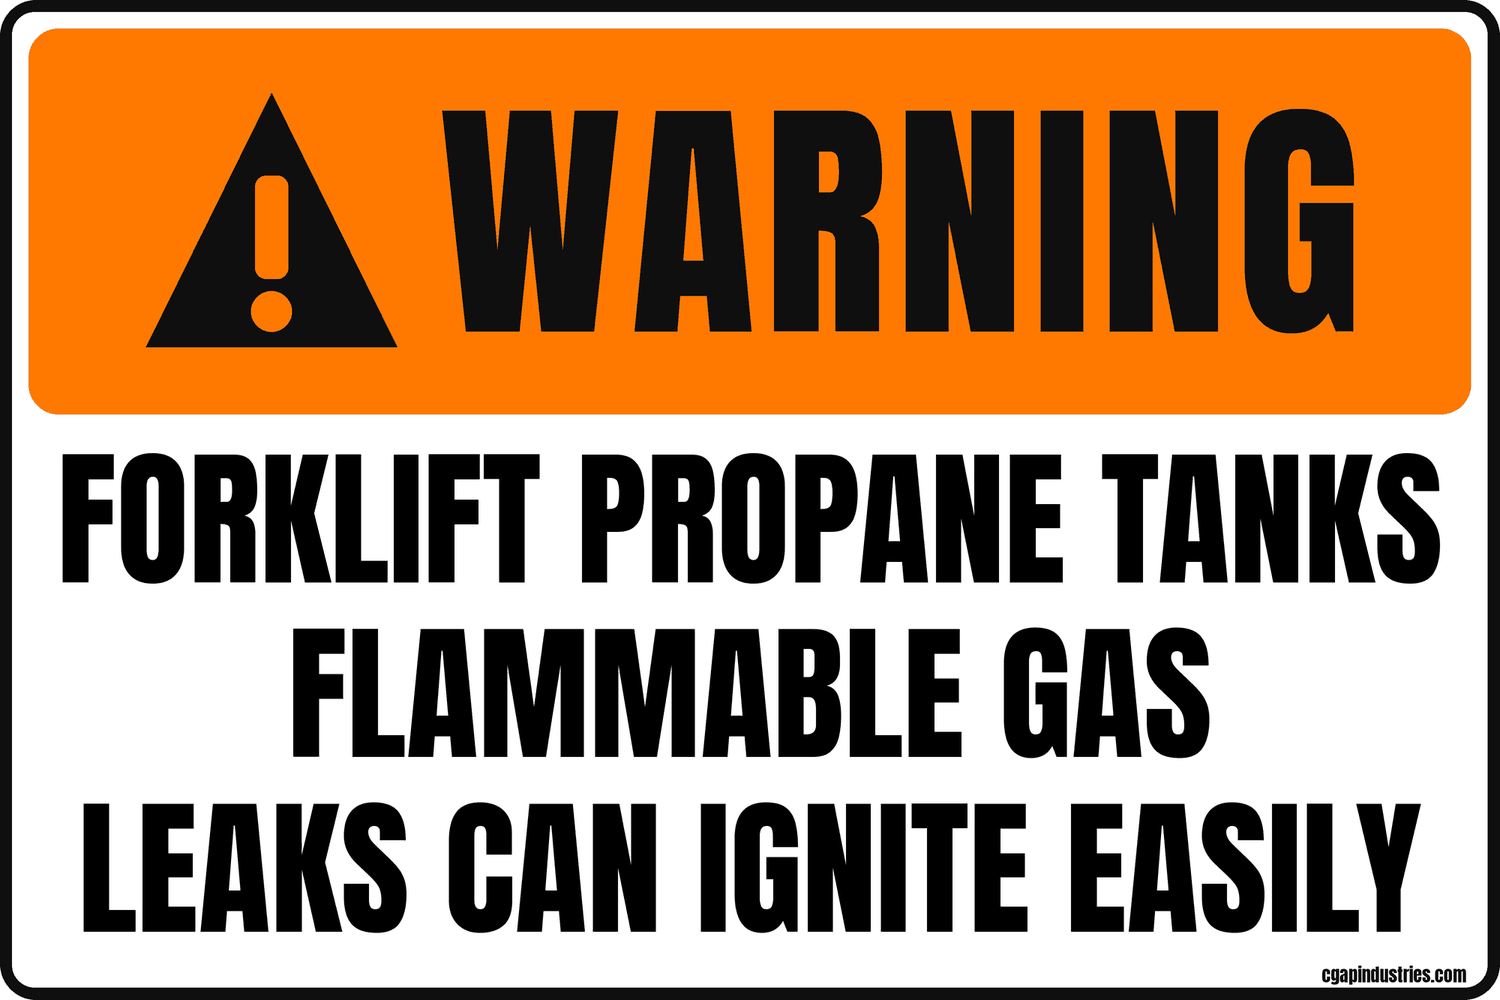 WARNING
FORKLIFT PROPANE TANKS
FLAMMABLE GAS
LEAKS CAN IGNITE EASILY
cgapindustries.com